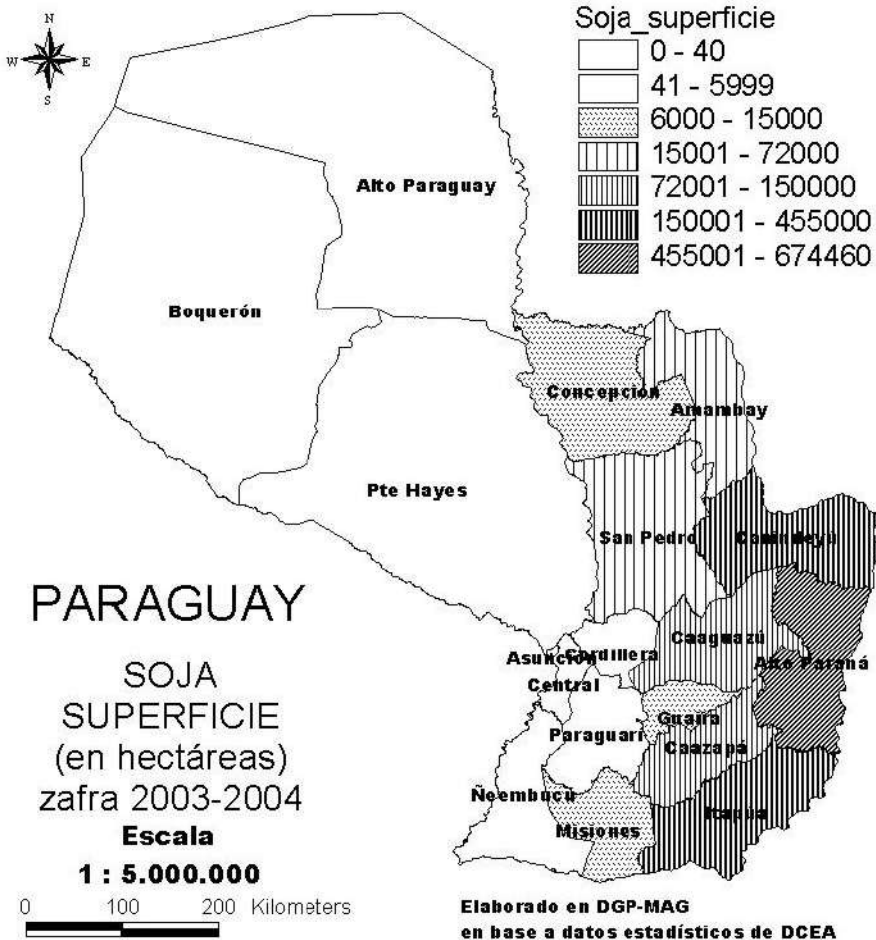 N
W E
S
Soja_superficie
0 - 40
41 - 5999
6000 - 15000
15001 - 72000
72001 - 150000
150001 - 455000
455001 - 674460
Alto Paraguay
Boquerón
Concepción
Amambay
Pte Hayes
San Pedro
Canindeyú
Caaguazú
Cordillera
Asunción
Alto Paraná
Central
Guaira
Paraguarí
Caazapá
Ñeembucú
Misiones
Itapúa
PARAGUAY
SOJA
SUPERFICIE
(en hectáreas)
zafra 2003-2004
Escala
1 : 5.000.000
0 100 200 Kilometers
Elaborado en DGP-MAG
en base a datos estadísticos de DCEA